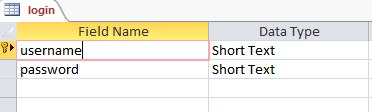 login
Field Name Data Type
username Short Text
password Short Text